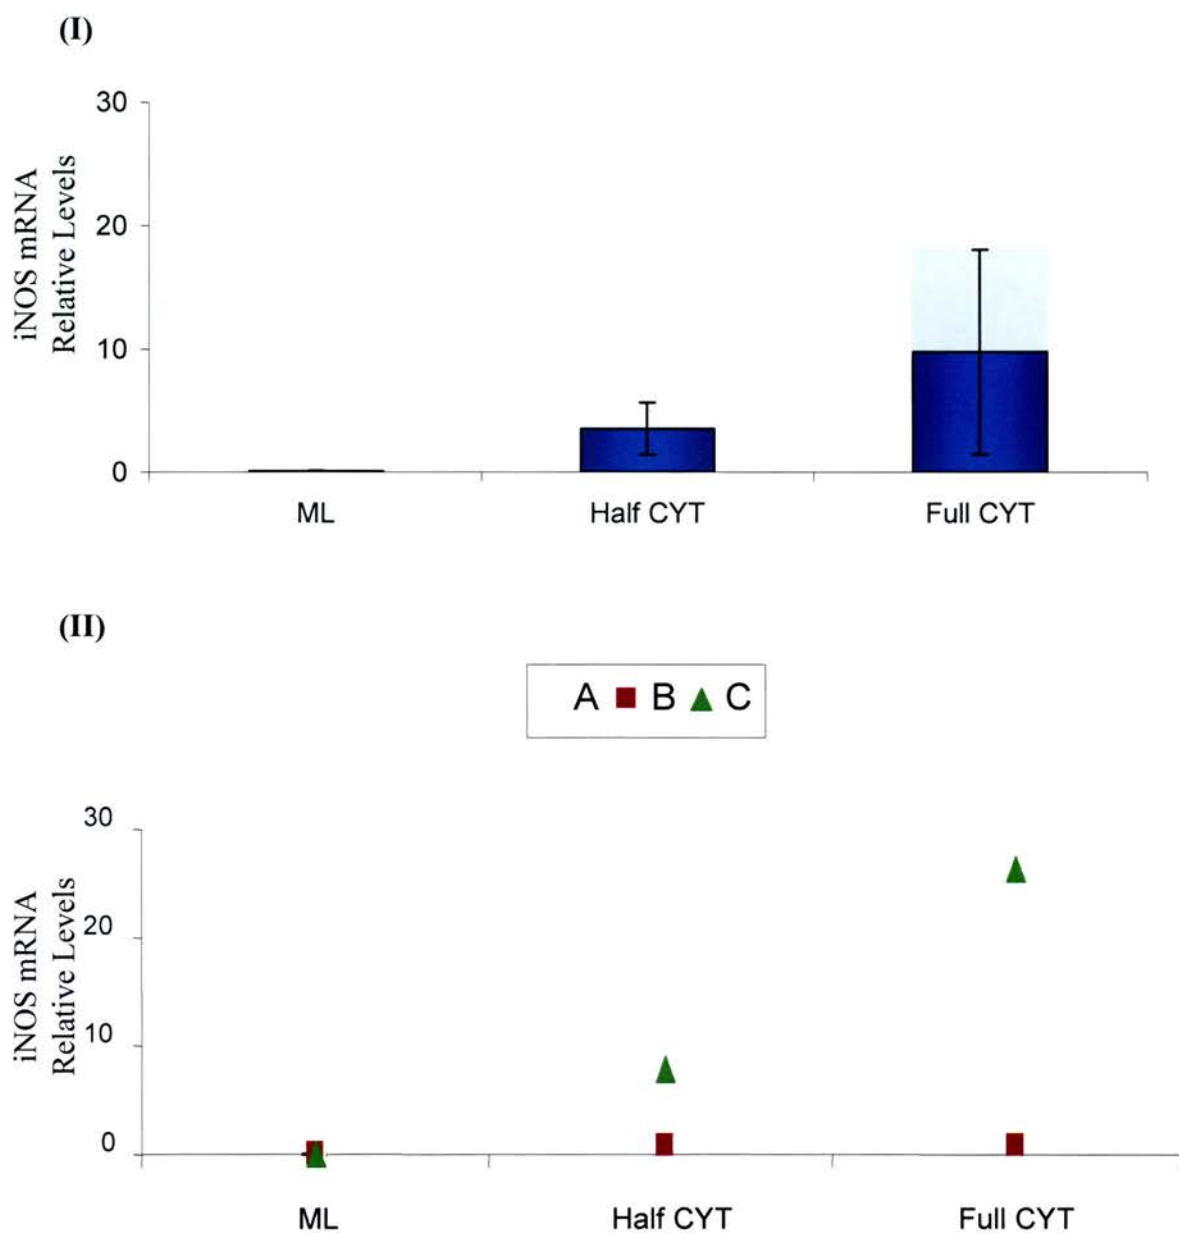 (I)
30
20
10
0
iNOS mRNA
Relative Levels
ML Half CYT Full CYT
(II)
A B C
30
20
10
0
iNOS mRNA
Relative Levels
ML Half CYT Full CYT